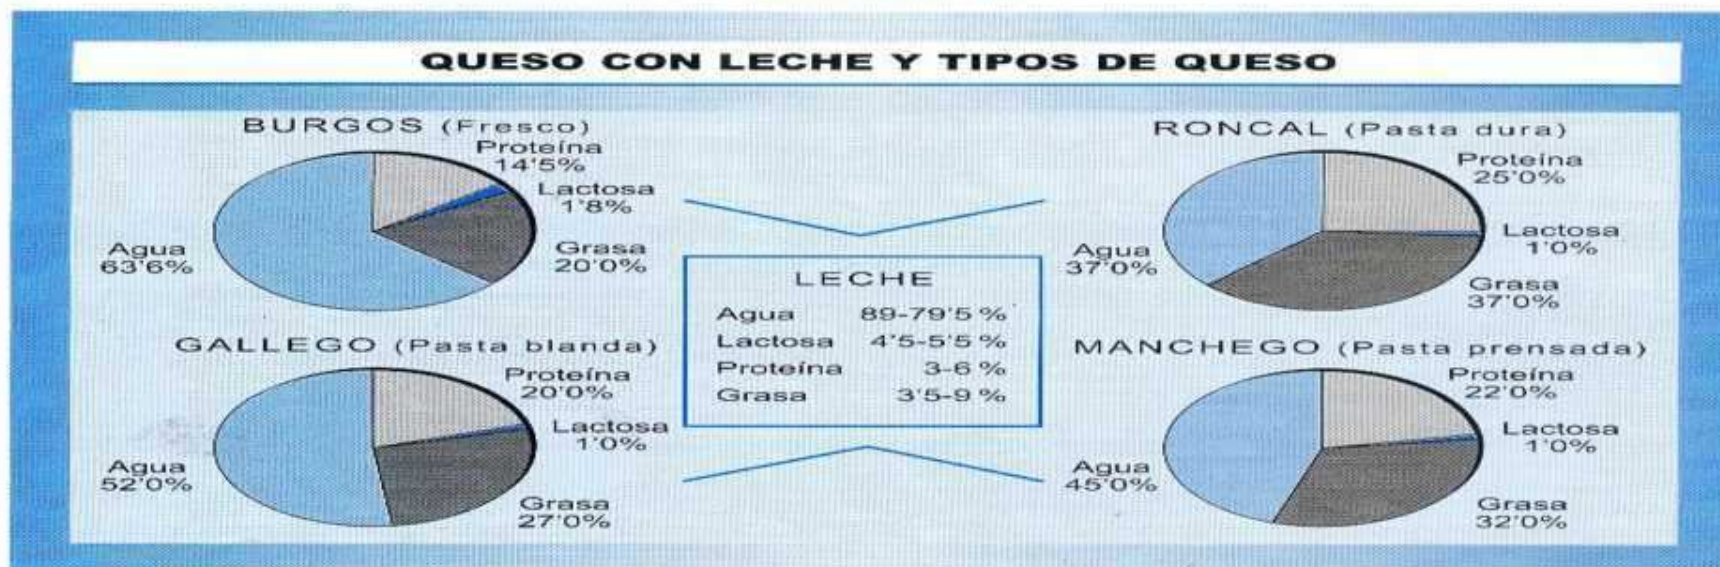 QUESO CON LECHE Y TIPOS DE QUESO
BURGOS (Fresco)
Proteína
14'5%
Lactosa
1'8%
Grasa
20'0%
Agua
63'6%
RONCAL (Pasta dura)
Proteína
25'0%
Lactosa
1'0%
Grasa
37'0%
Agua
37'0%
LECHE
Agua 89-79'5 %
Lactosa 4'5-5'5 %
Proteína 3-6 %
Grasa 3'5-9 %
GALLEGO (Pasta blanda)
Proteína
20'0%
Lactosa
1'0%
Grasa
27'0%
Agua
52'0%
MANCHEGO (Pasta prensada)
Proteína
22'0%
Lactosa
1'0%
Grasa
32'0%
Agua
45'0%